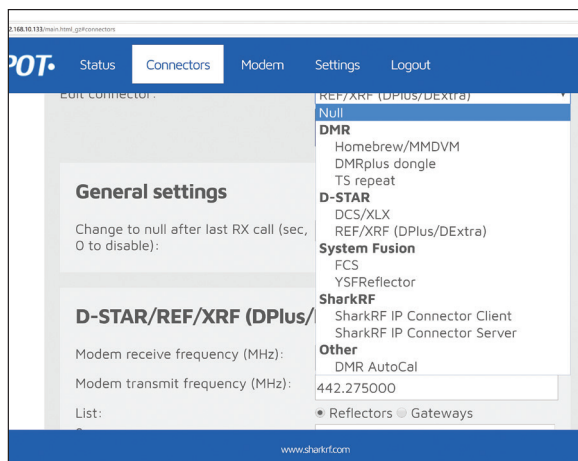 2.168.10.133/main.html_gz#connectors
POT•
Status
Connectors
Modem
Settings
Logout
Edit connector:
REF/XRF (DPlus/DExtra)
Null
DMR
Homebrew/MMDVM
DMRplus dongle
TS repeat
D-STAR
DCS/XLX
REF/XRF (DPlus/DExtra)
System Fusion
FCS
YSFReflector
SharkRF
SharkRF IP Connector Client
SharkRF IP Connector Server
Other
DMR AutoCal
General settings
Change to null after last RX call (sec,
0 to disable):
D-STAR/REF/XRF (DPlus/
Modem receive frequency (MHz):
Modem transmit frequency (MHz):
442.275000
List:
Reflectors
Gateways
www.sharkrf.com